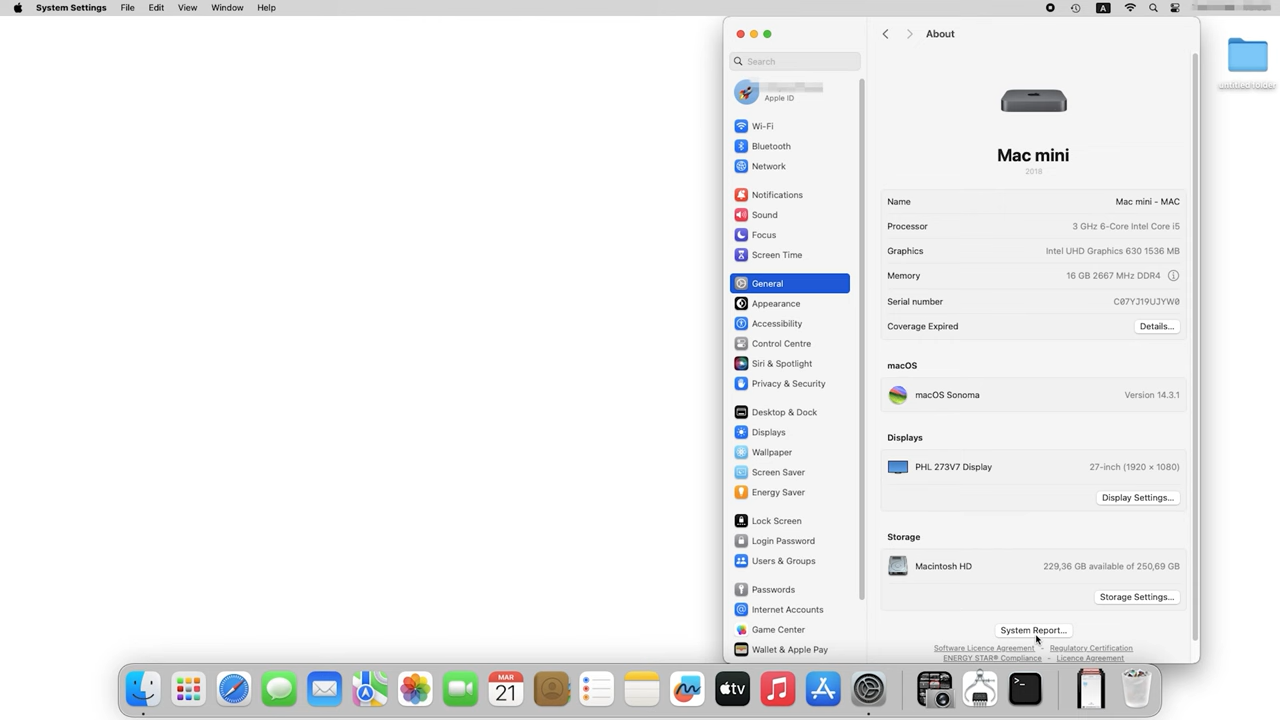 System Settings File Edit View Window Help
A
About
Search
Apple ID
Wi-Fi
Bluetooth
Network
Notifications
Sound
Focus
Screen Time
General
Appearance
Accessibility
Control Centre
Siri & Spotlight
Privacy & Security
Desktop & Dock
Displays
Wallpaper
Screen Saver
Energy Saver
Lock Screen
Login Password
Users & Groups
Passwords
Internet Accounts
Game Center
Wallet & Apple Pay
Mac mini
2018
Name Mac mini - MAC
Processor 3 GHz 6-Core Intel Core i5
Graphics Intel UHD Graphics 630 1536 MB
Memory 16 GB 2667 MHz DDR4
Serial number C07YJ19UJYW0
Coverage Expired Details...
macOS
macOS Sonoma Version 14.3.1
Displays
PHL 273V7 Display 27-inch (1920 × 1080)
Display Settings...
Storage
Macintosh HD 229,36 GB available of 250,69 GB
Storage Settings...
System Report...
Software Licence Agreement - Regulatory Certification
ENERGY STAR® Compliance - Licence Agreement
untitled folder
MAR
21
tv
>_